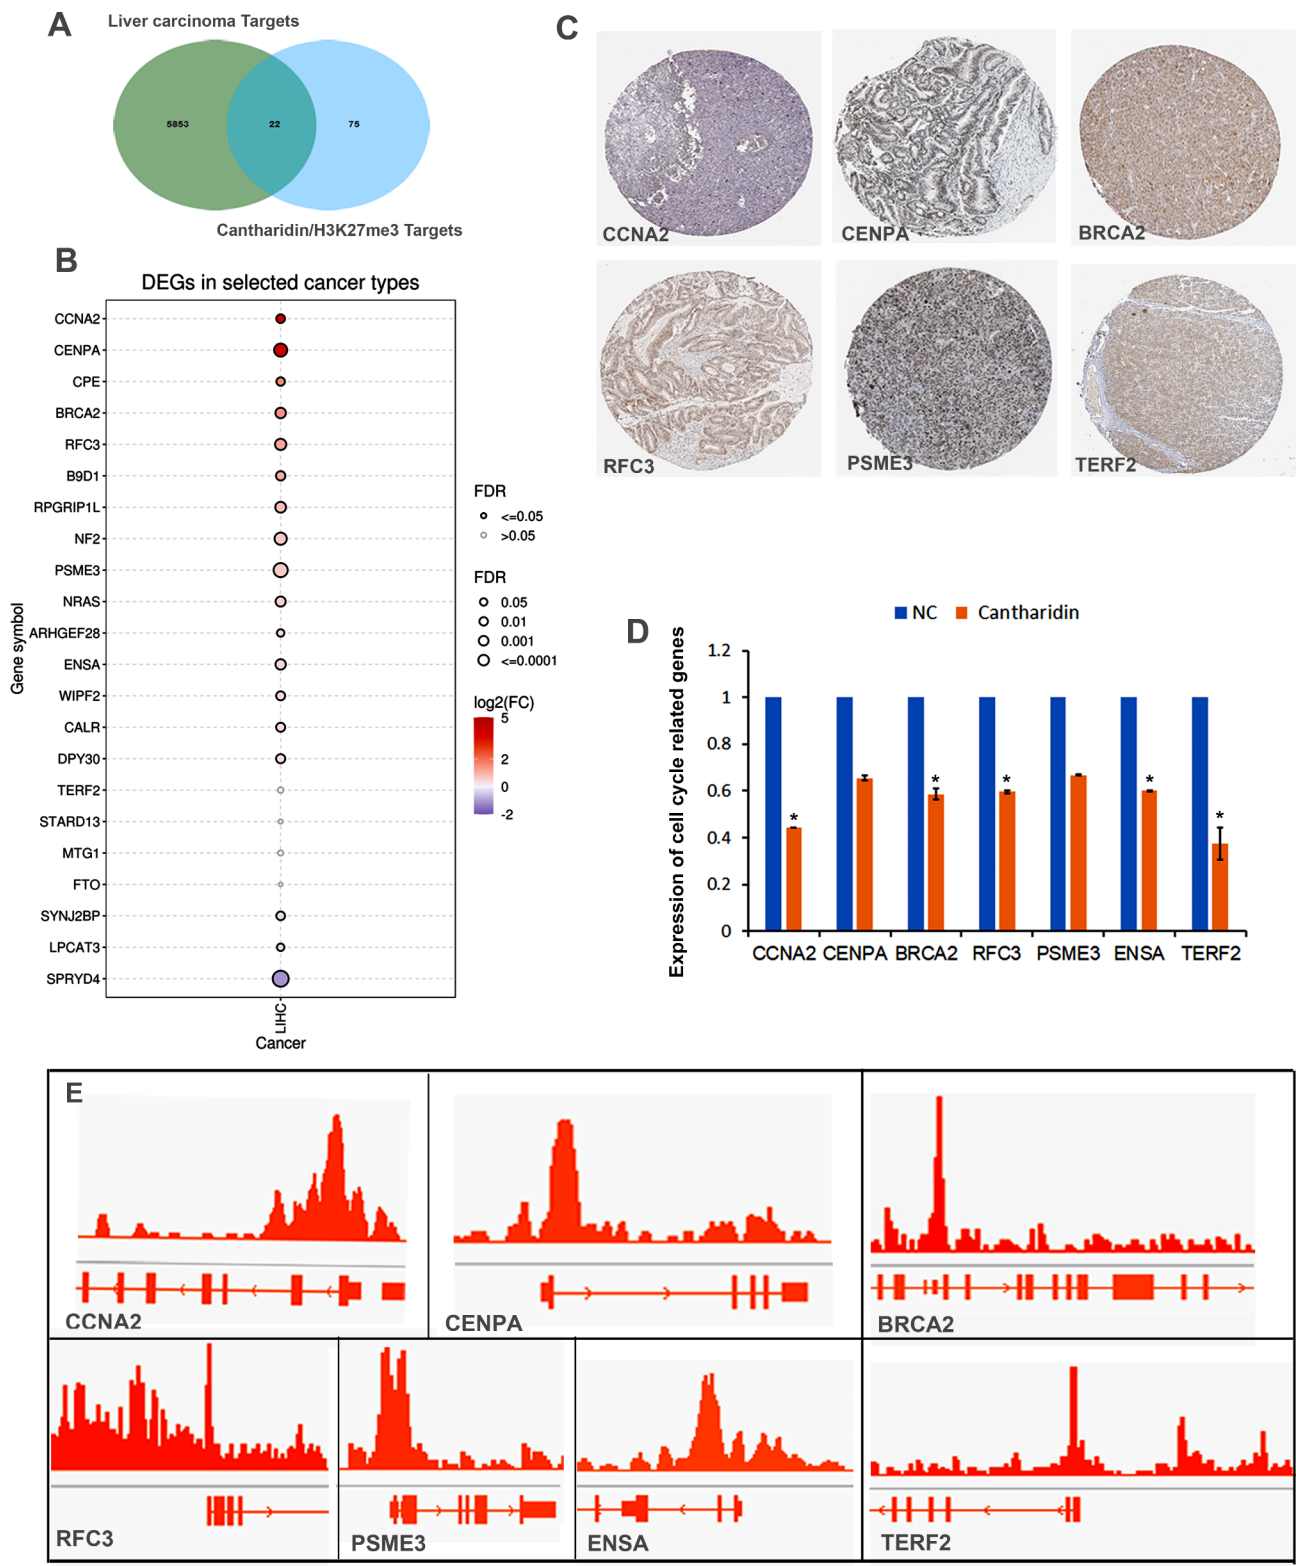 A
Liver carcinoma Targets
5853
22
75
Cantharidin/H3K27me3 Targets
B
DEGs in selected cancer types
Gene symbol
CCNA2
CENPA
CPE
BRCA2
RFC3
B9D1
RPGRIP1L
NF2
PSME3
NRAS
ARHGEF28
ENSA
WIPF2
CALR
DPY30
TERF2
STARD13
MTG1
FTO
SYNJ2BP
LPCAT3
SPRYD4
LIHC
Cancer
FDR
<=0.05
>0.05
FDR
0.05
0.01
0.001
<=0.0001
log2(FC)
5
2
0
-2
C
CCNA2
CENPA
BRCA2
RFC3
PSME3
TERF2
D
NC Cantharidin
Expression of cell cycle related genes
1.2
1
0.8
0.6
0.4
0.2
0
* * * * *
CCNA2 CENPA BRCA2 RFC3 PSME3 ENSA TERF2
E
CCNA2
CENPA
BRCA2
RFC3
PSME3
ENSA
TERF2